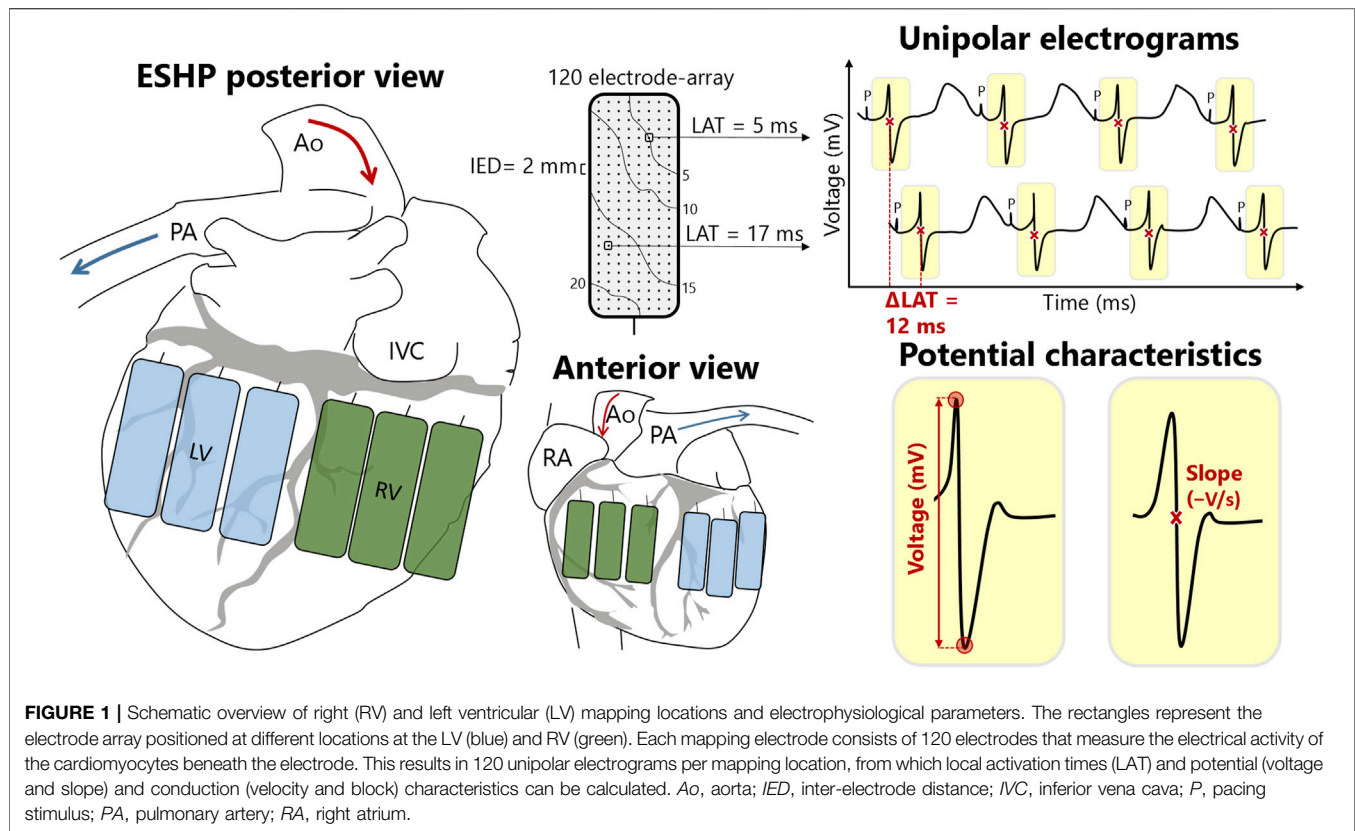 ESHP posterior view
Ao
PA
IVC
LV
RV
120 electrode-array
IED= 2 mm
LAT = 5 ms
5
10
LAT = 17 ms
15
20
Anterior view
Ao
PA
RA
Unipolar electrograms
Voltage (mV)
P P P P
P P P P
Time (ms)
ΔLAT =
12 ms
Potential characteristics
Voltage (mV)
Slope
(−V/s)
FIGURE 1 | Schematic overview of right (RV) and left ventricular (LV) mapping locations and electrophysiological parameters. The rectangles represent the
electrode array positioned at different locations at the LV (blue) and RV (green). Each mapping electrode consists of 120 electrodes that measure the electrical activity of
the cardiomyocytes beneath the electrode. This results in 120 unipolar electrograms per mapping location, from which local activation times (LAT) and potential (voltage
and slope) and conduction (velocity and block) characteristics can be calculated. Ao, aorta; IED, inter-electrode distance; IVC, inferior vena cava; P, pacing
stimulus; PA, pulmonary artery; RA, right atrium.